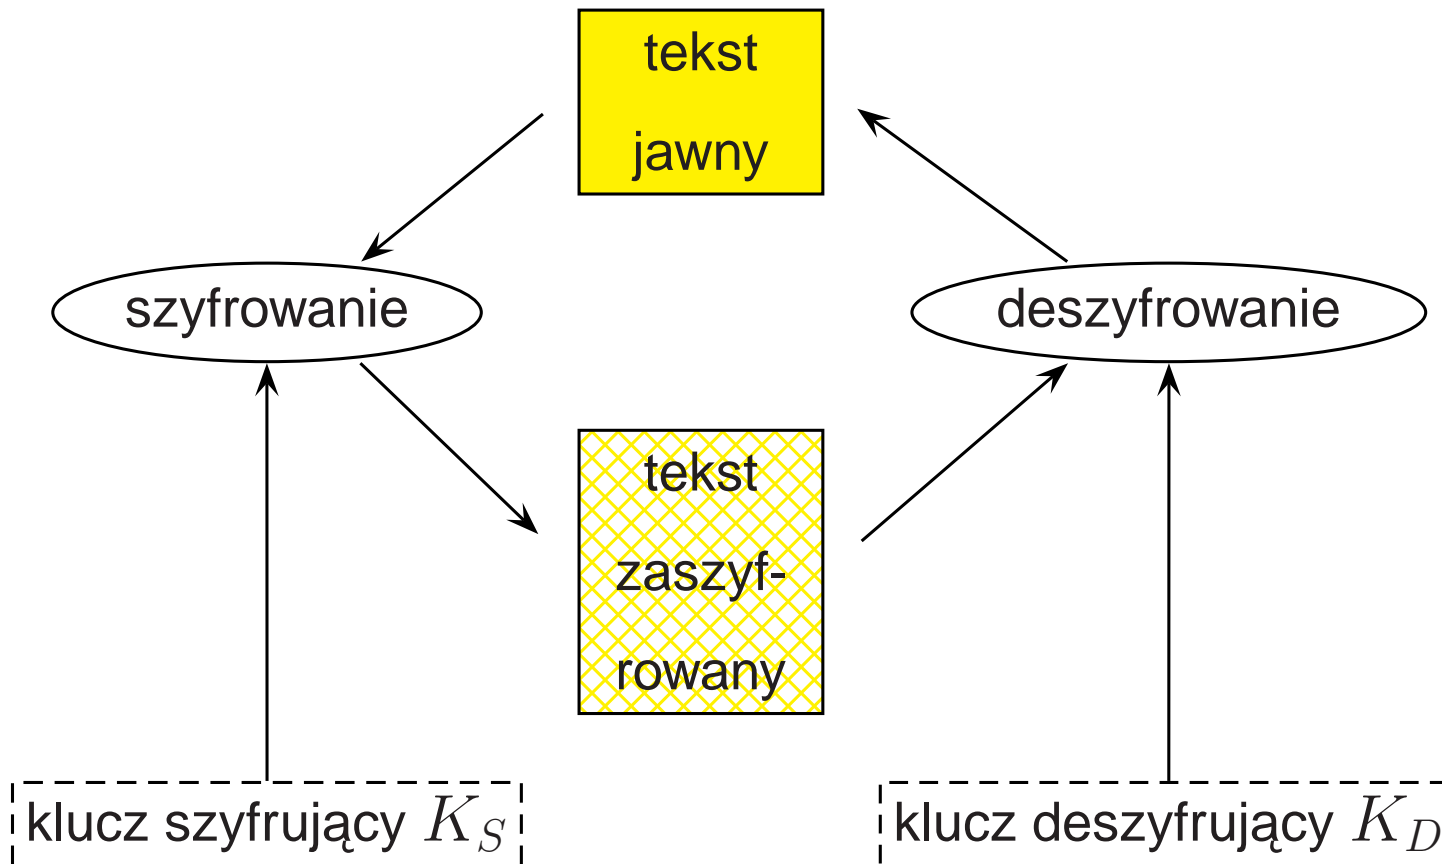 tekst
jawny
szyfrowanie
deszyfrowanie
tekst
zaszyf-
rowany
klucz szyfrujący K_S
klucz deszyfrujący K_D